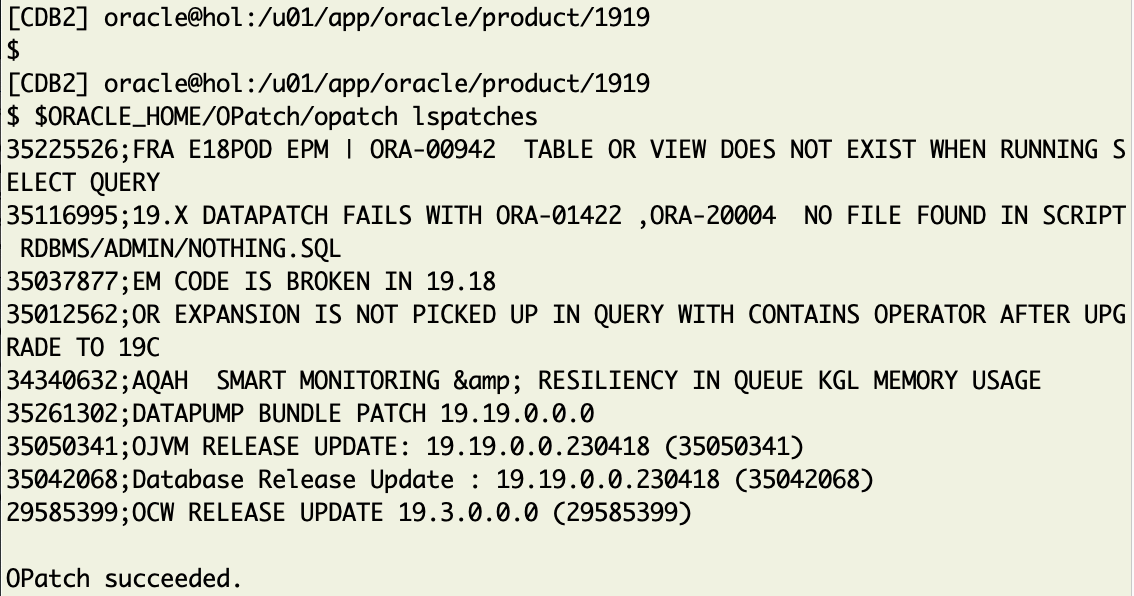 [CDB2] oracle@hol:/u01/app/oracle/product/1919
$
[CDB2] oracle@hol:/u01/app/oracle/product/1919
$ $ORACLE_HOME/OPatch/opatch lspatches
35225526;FRA E18POD EPM | ORA-00942  TABLE OR VIEW DOES NOT EXIST WHEN RUNNING S
ELECT QUERY
35116995;19.X DATAPATCH FAILS WITH ORA-01422 ,ORA-20004  NO FILE FOUND IN SCRIPT
 RDBMS/ADMIN/NOTHING.SQL
35037877;EM CODE IS BROKEN IN 19.18
35012562;OR EXPANSION IS NOT PICKED UP IN QUERY WITH CONTAINS OPERATOR AFTER UPG
RADE TO 19C
34340632;AQAH  SMART MONITORING &amp; RESILIENCY IN QUEUE KGL MEMORY USAGE
35261302;DATAPUMP BUNDLE PATCH 19.19.0.0.0
35050341;OJVM RELEASE UPDATE: 19.19.0.0.230418 (35050341)
35042068;Database Release Update : 19.19.0.0.230418 (35042068)
29585399;OCW RELEASE UPDATE 19.3.0.0.0 (29585399)

OPatch succeeded.